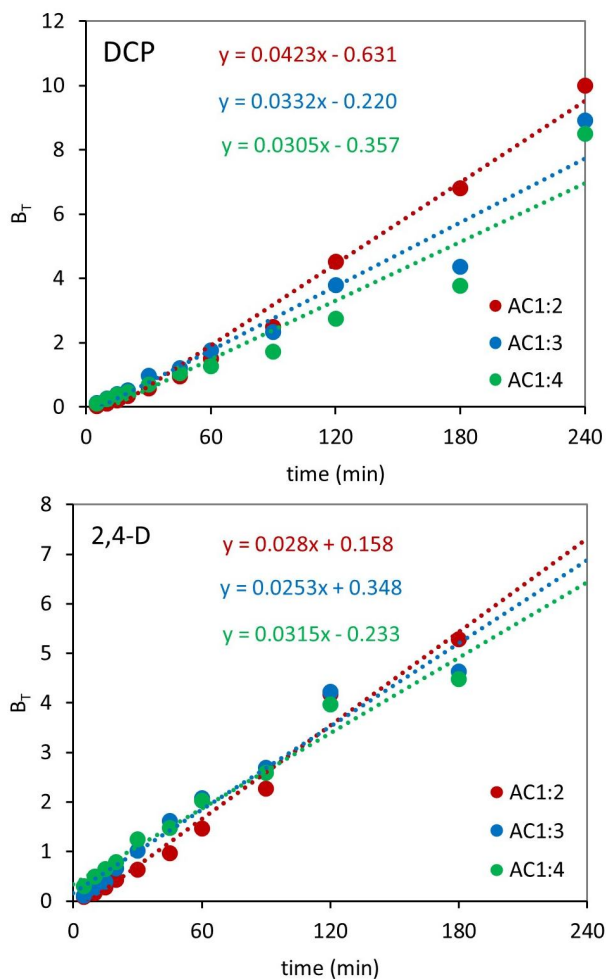 DCP
y = 0.0423x - 0.631
y = 0.0332x - 0.220
y = 0.0305x - 0.357
12
10
8
6
4
2
0
B_T
AC1:2
AC1:3
AC1:4
0 60 120 180 240
time (min)
2,4-D
y = 0.028x + 0.158
y = 0.0253x + 0.348
y = 0.0315x - 0.233
8
7
6
5
4
3
2
1
0
B_T
AC1:2
AC1:3
AC1:4
0 60 120 180 240
time (min)